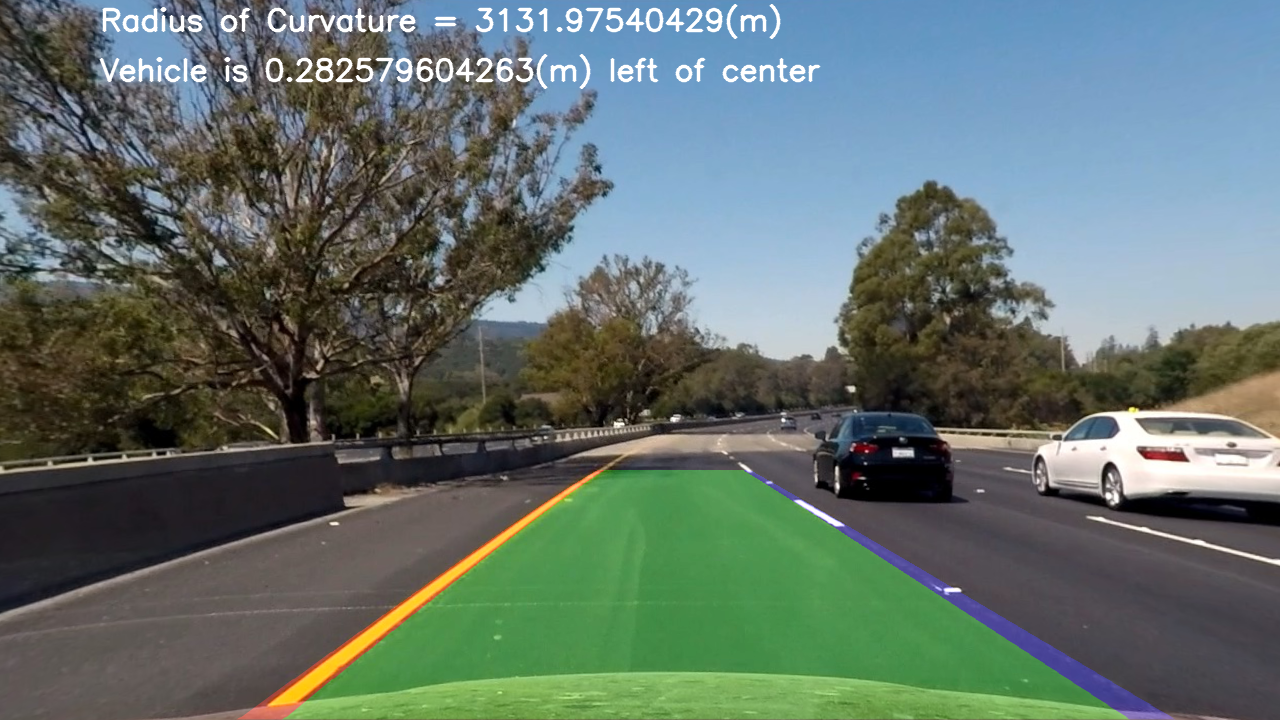 Radius of Curvature = 3131.97540429(m)
Vehicle is 0.282579604263(m) left of center